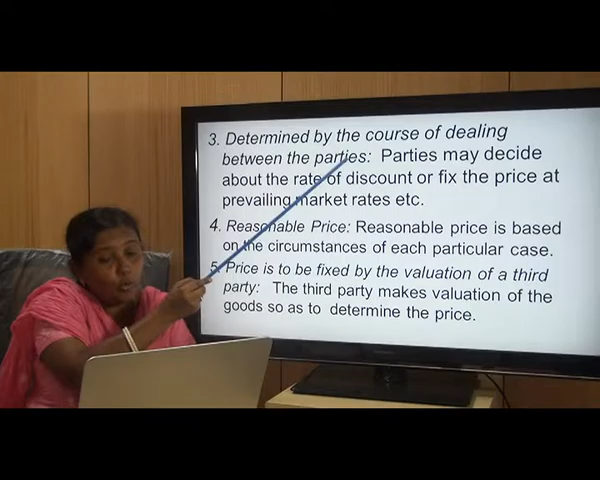 3. Determined by the course of dealing
between the parties: Parties may decide
about the rate of discount or fix the price at
prevailing market rates etc.
4. Reasonable Price: Reasonable price is based
on the circumstances of each particular case.
5. Price is to be fixed by the valuation of a third
party: The third party makes valuation of the
goods so as to determine the price.